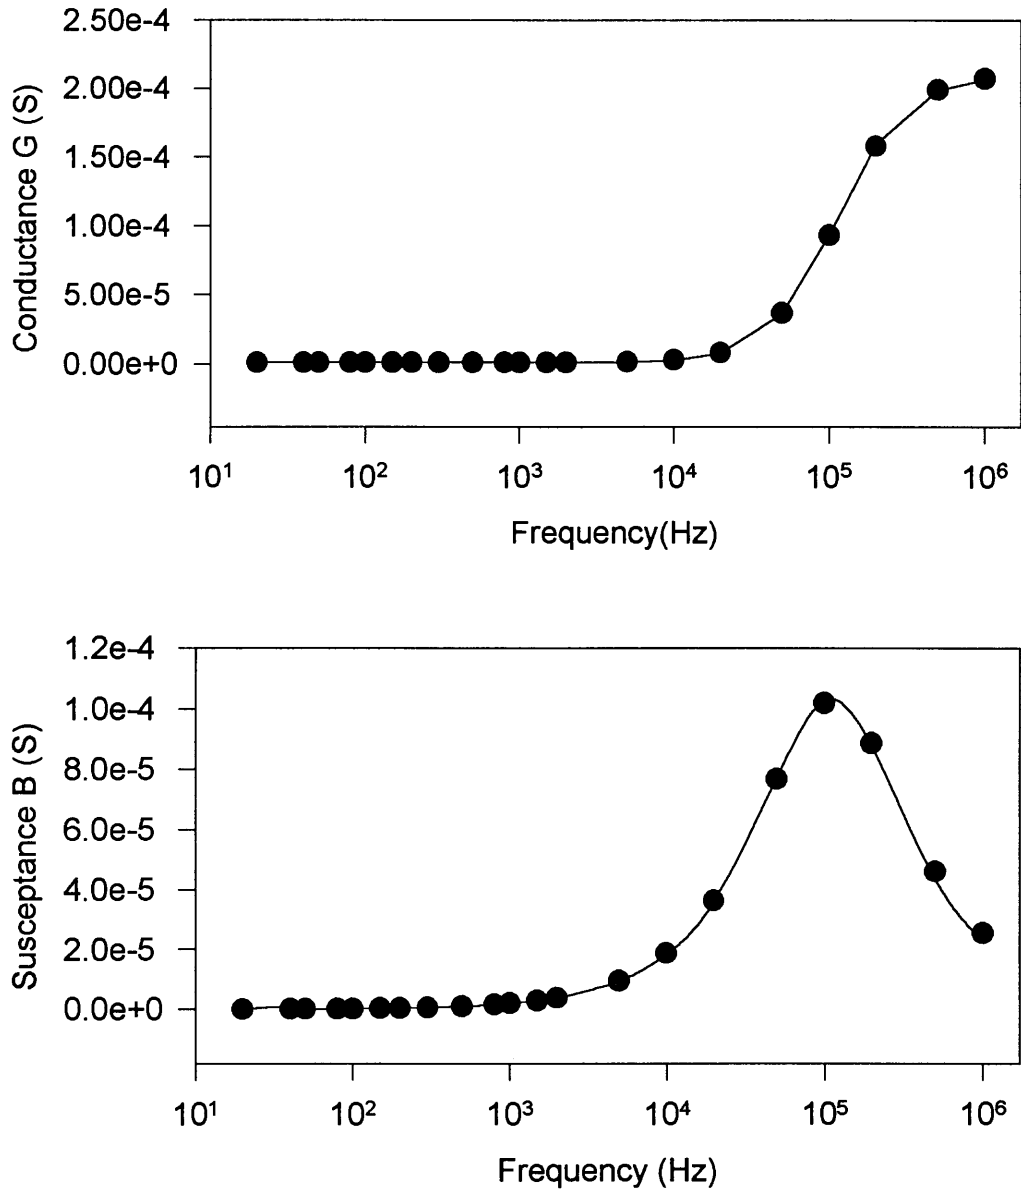 2.50e-4
2.00e-4
1.50e-4
1.00e-4
5.00e-5
0.00e+0
Conductance G (S)
10¹ 10² 10³ 10⁴ 10⁵ 10⁶
Frequency(Hz)
1.2e-4
1.0e-4
8.0e-5
6.0e-5
4.0e-5
2.0e-5
0.0e+0
Susceptance B (S)
10¹ 10² 10³ 10⁴ 10⁵ 10⁶
Frequency (Hz)